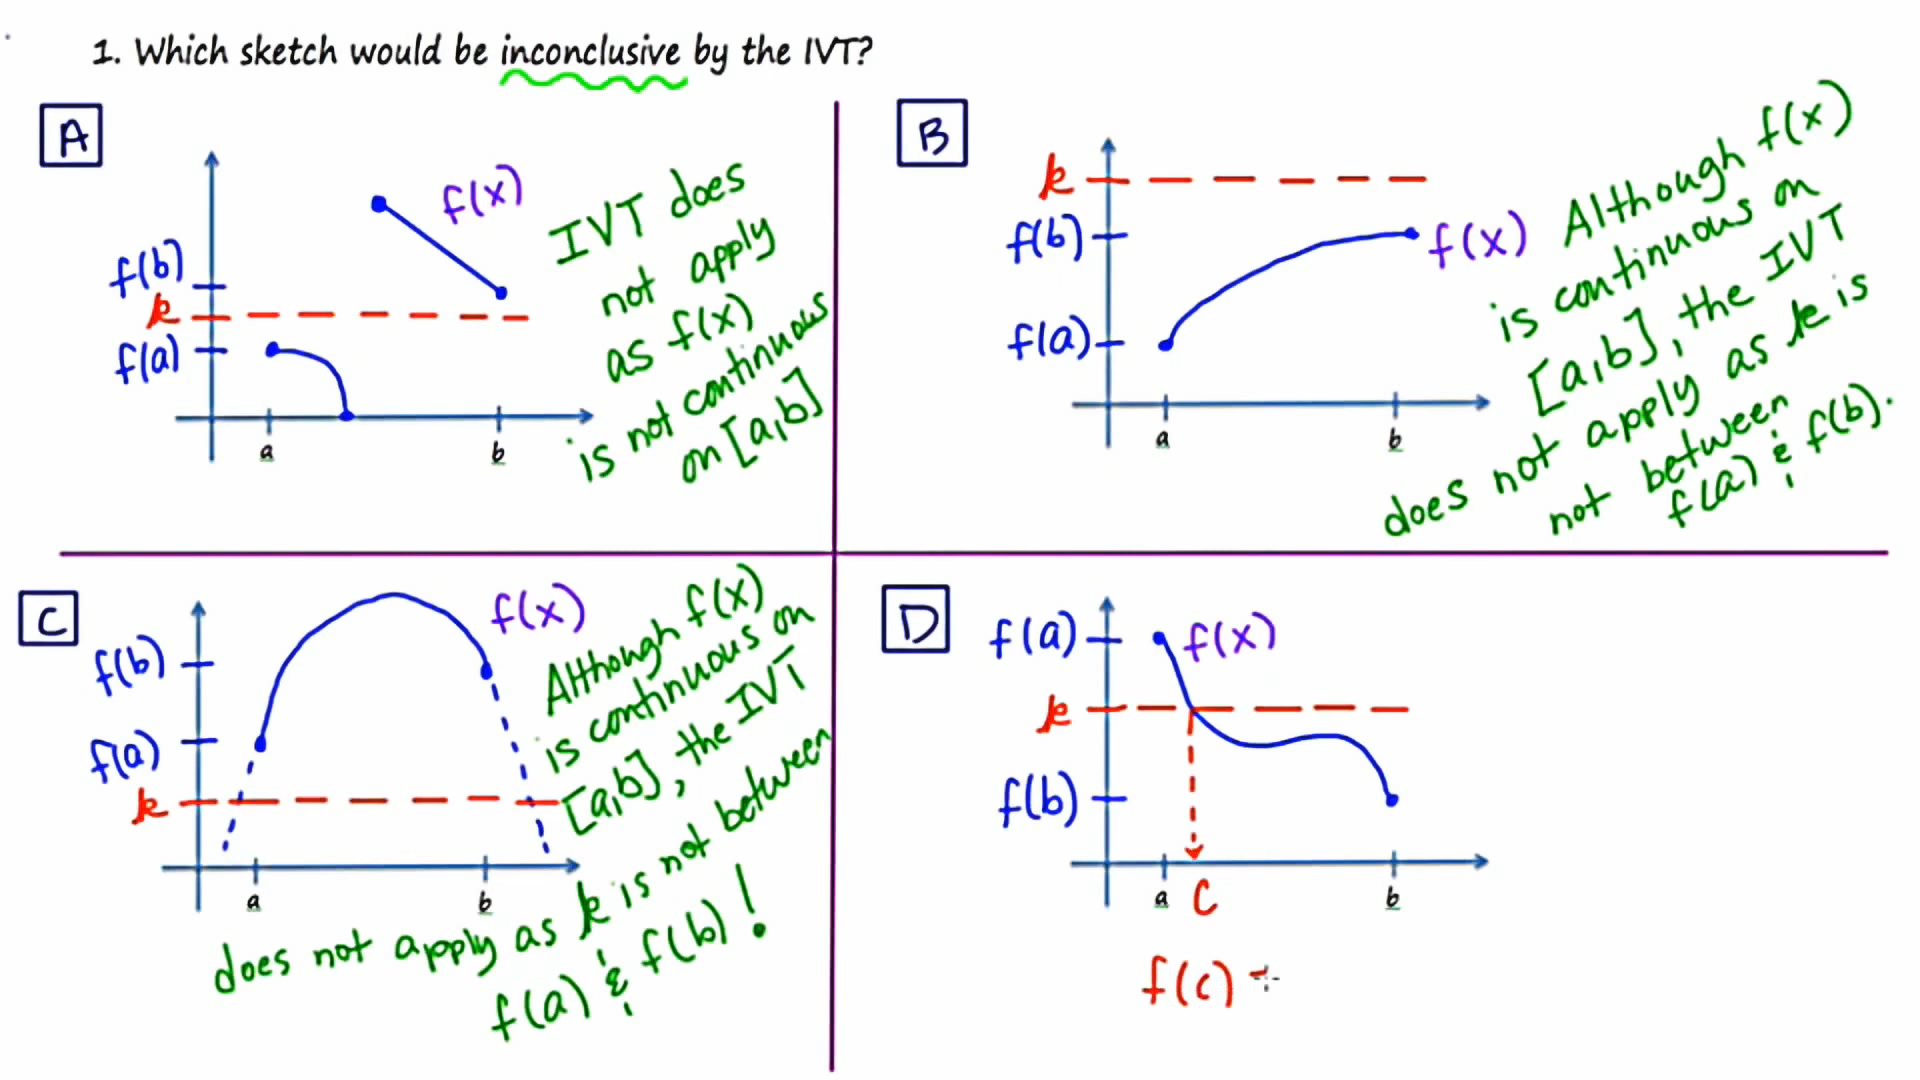 1. Which sketch would be inconclusive by the IVT?
A
f(x)
f(b)
k
f(a)
a
b
IVT does
not apply
as f(x)
is not continuous
on [a,b]
B
k
f(b)
f(x)
f(a)
a
b
Although f(x)
is continuous on
[a,b], the IVT
does not apply as k is
not between
f(a) & f(b).
C
f(x)
f(b)
f(a)
k
a
b
Although f(x)
is continuous on
[a,b], the IVT
does not apply as k is not between
f(a) & f(b)!
D
f(a)
f(x)
k
f(b)
a
C
b
f(c) -